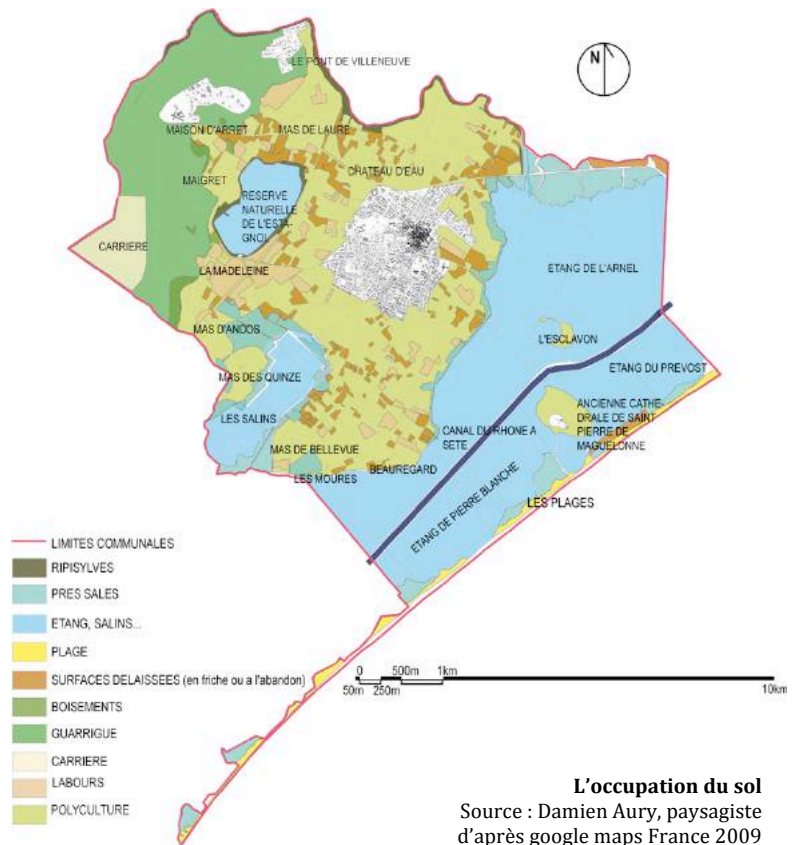 LE PONT DE VILLENEUVE
N
MAISON D'ARRET
MAS DE LAURE
CHATEAU D'EAU
MAIGRET
RESERVE
NATURELLE
DE L'ESTA-
GNOL
CARRIERE
LA MADELEINE
ETANG DE L'ARNEL
MAS D'ANDOS
L'ESCLAVON
ETANG DU PREVOST
MAS DES QUINZE
ANCIENNE CATHE-
DRALE DE SAINT
PIERRE DE
MAGUELONNE
LES SALINS
CANAL DU RHONE A
SETE
MAS DE BELLEVUE
BEAUREGARD
LES MOURES
ETANG DE PIERRE BLANCHE
LES PLAGES
LIMITES COMMUNALES
RIPISYLVES
PRES SALES
ETANG, SALINS...
PLAGE
SURFACES DELAISSEES (en friche ou a l'abandon)
BOISEMENTS
GUARRIGUE
CARRIERE
LABOURS
POLYCULTURE
0 500m 1km
50m 250m 10km
L'occupation du sol
Source : Damien Aury, paysagiste
d'après google maps France 2009